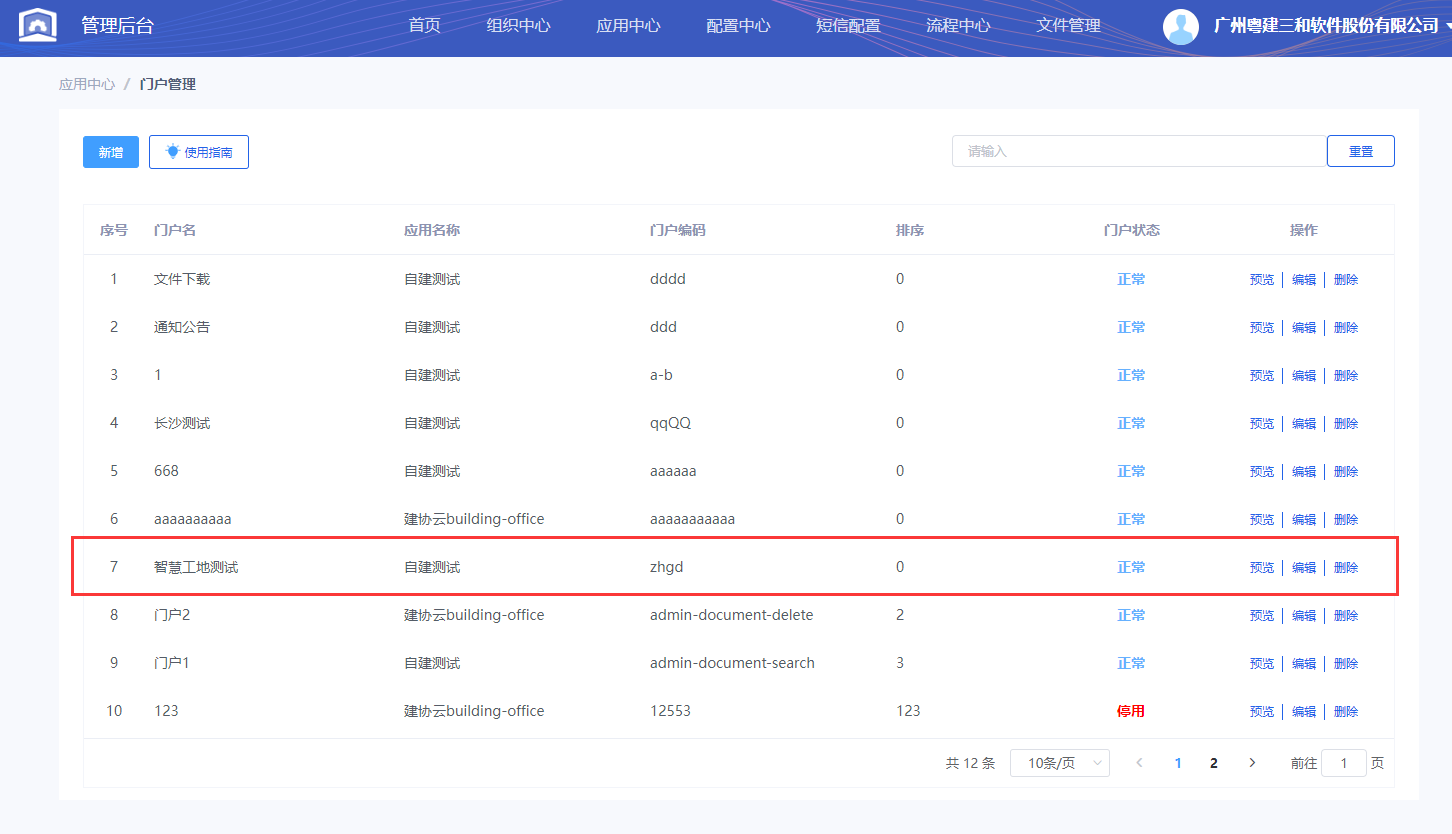 管理后台 首页 组织中心 应用中心 配置中心 短信配置 流程中心 文件管理 广州粤建三和软件股份有限公司
应用中心 / 门户管理
新增 使用指南 请输入 重置
序号 门户名 应用名称 门户编码 排序 门户状态 操作
1 文件下载 自建测试 dddd 0 正常 预览 编辑 删除
2 通知公告 自建测试 ddd 0 正常 预览 编辑 删除
3 1 自建测试 a-b 0 正常 预览 编辑 删除
4 长沙测试 自建测试 qqQQ 0 正常 预览 编辑 删除
5 668 自建测试 aaaaaa 0 正常 预览 编辑 删除
6 aaaaaaaaaa 建协云building-office aaaaaaaaaaa 0 正常 预览 编辑 删除
7 智慧工地测试 自建测试 zhgd 0 正常 预览 编辑 删除
8 门户2 建协云building-office admin-document-delete 2 正常 预览 编辑 删除
9 门户1 自建测试 admin-document-search 3 正常 预览 编辑 删除
10 123 建协云building-office 12553 123 停用 预览 编辑 删除
共 12 条 10条/页 1 2 前往 1 页